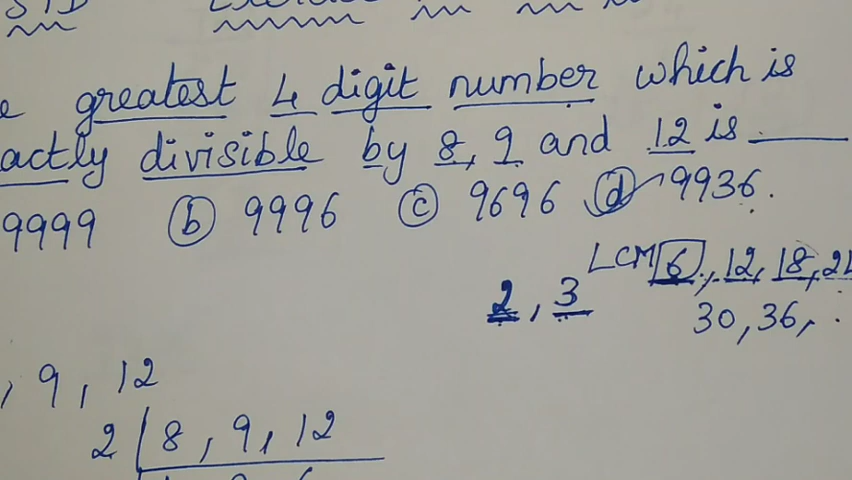 greatest 4 digit number which is
actly divisible by 8, 9 and 12 is ____
9999 (b) 9996 (c) 9696 (d) 9936.
LCM 6, 12, 18,
2, 3
30, 36,
, 9, 12
2 8, 9, 12